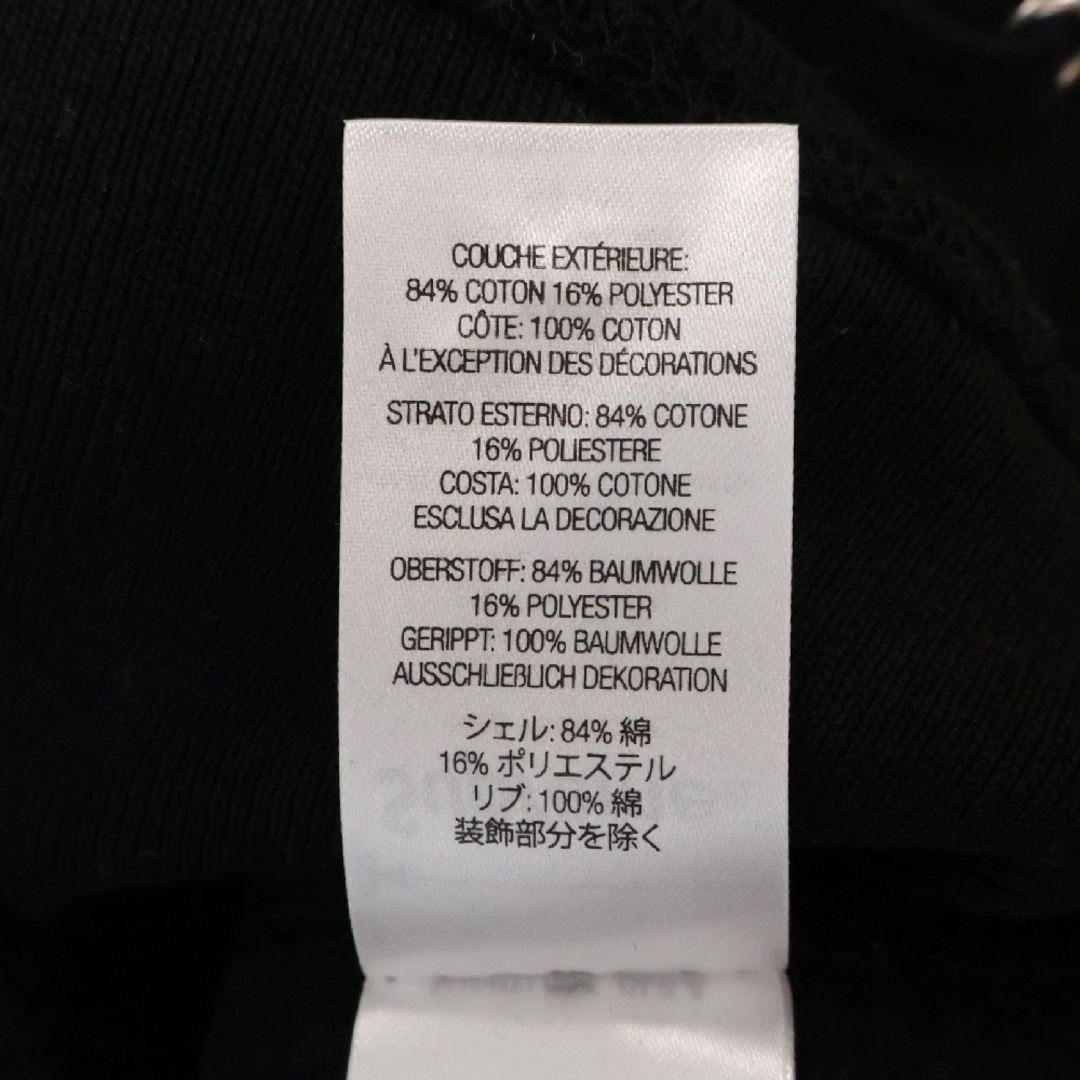 COUCHE EXTÉRIEURE:
84% COTON 16% POLYESTER
CÔTE: 100% COTON
À L'EXCEPTION DES DÉCORATIONS
STRATO ESTERNO: 84% COTONE
16% POLIESTERE
COSTA: 100% COTONE
ESCLUSA LA DECORAZIONE
OBERSTOFF: 84% BAUMWOLLE
16% POLYESTER
GERIPPT: 100% BAUMWOLLE
AUSSCHLIEßLICH DEKORATION
シェル: 84% 綿
16% ポリエステル
リブ: 100% 綿
装飾部分を除く